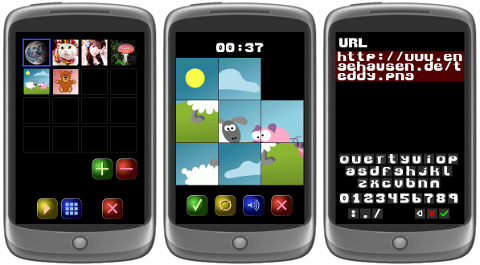 00:37
URL
http://www.en
gehausen.de/t
eddy.png
qwertyuiop
asdfghjkl
zxcvbnm
0123456789
: . /